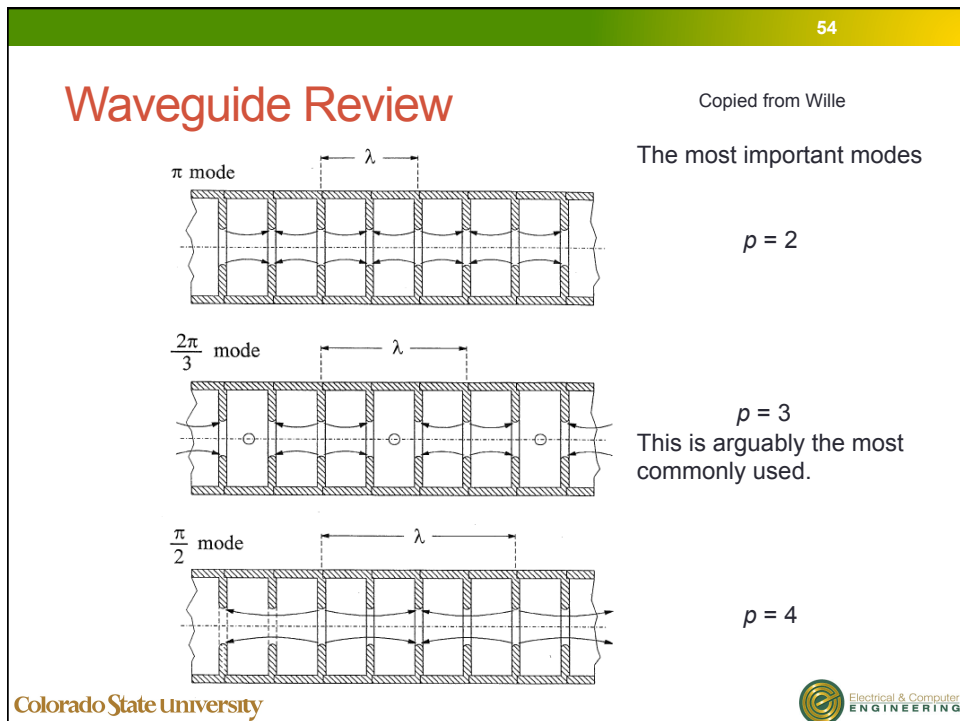 54
Waveguide Review
Copied from Wille
The most important modes
π mode
λ
p = 2
2π/3 mode
λ
p = 3
This is arguably the most
commonly used.
π/2 mode
λ
p = 4
Colorado State University
Electrical & Computer
ENGINEERING